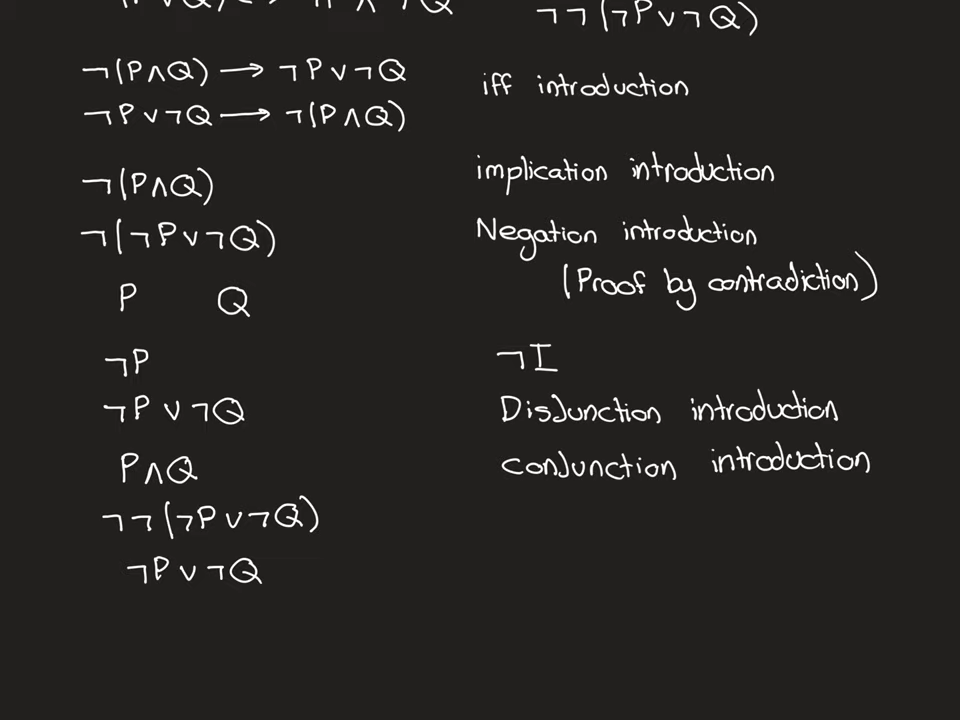 ¬¬(¬P∨¬Q)
¬(P∧Q) ⟶ ¬P∨¬Q
iff introduction
¬P∨¬Q ⟶ ¬(P∧Q)
¬(P∧Q)
implication introduction
¬(¬P∨¬Q)
Negation introduction
(Proof by contradiction)
P Q
¬P
¬I
¬P∨¬Q
Disjunction introduction
P∧Q
conjunction introduction
¬¬(¬P∨¬Q)
¬P∨¬Q